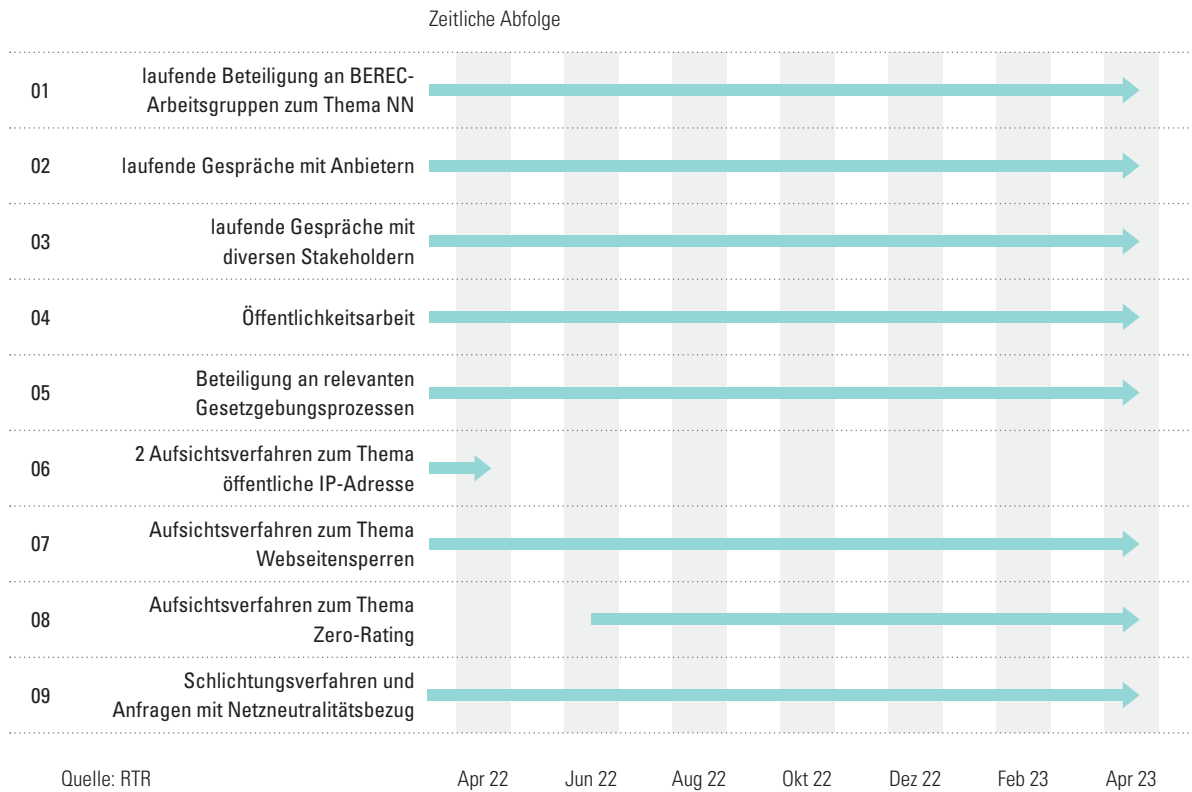 Zeitliche Abfolge
01
laufende Beteiligung an BEREC-
Arbeitsgruppen zum Thema NN
02
laufende Gespräche mit Anbietern
03
laufende Gespräche mit
diversen Stakeholdern
04
Öffentlichkeitsarbeit
05
Beteiligung an relevanten
Gesetzgebungsprozessen
06
2 Aufsichtsverfahren zum Thema
öffentliche IP-Adresse
07
Aufsichtsverfahren zum Thema
Webseitensperren
08
Aufsichtsverfahren zum Thema
Zero-Rating
09
Schlichtungsverfahren und
Anfragen mit Netzneutralitätsbezug
Quelle: RTR
Apr 22 Jun 22 Aug 22 Okt 22 Dez 22 Feb 23 Apr 23